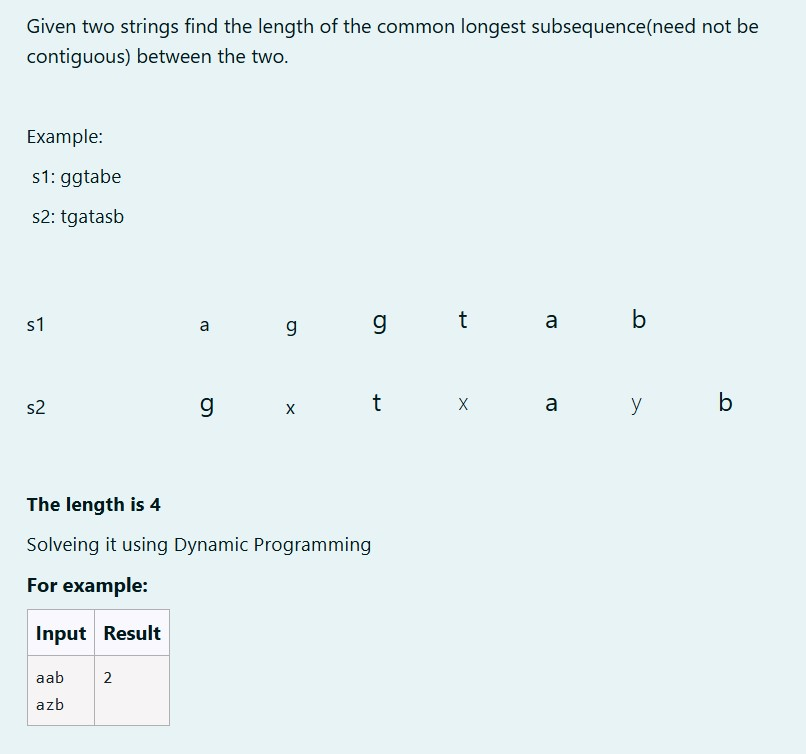 Given two strings find the length of the common longest subsequence(need not be
contiguous) between the two.
Example:
s1: ggtabe
s2: tgatasb
s1 a g g t a b
s2 g x t x a y b
The length is 4
Solveing it using Dynamic Programming
For example:
Input Result
aab 2
azb